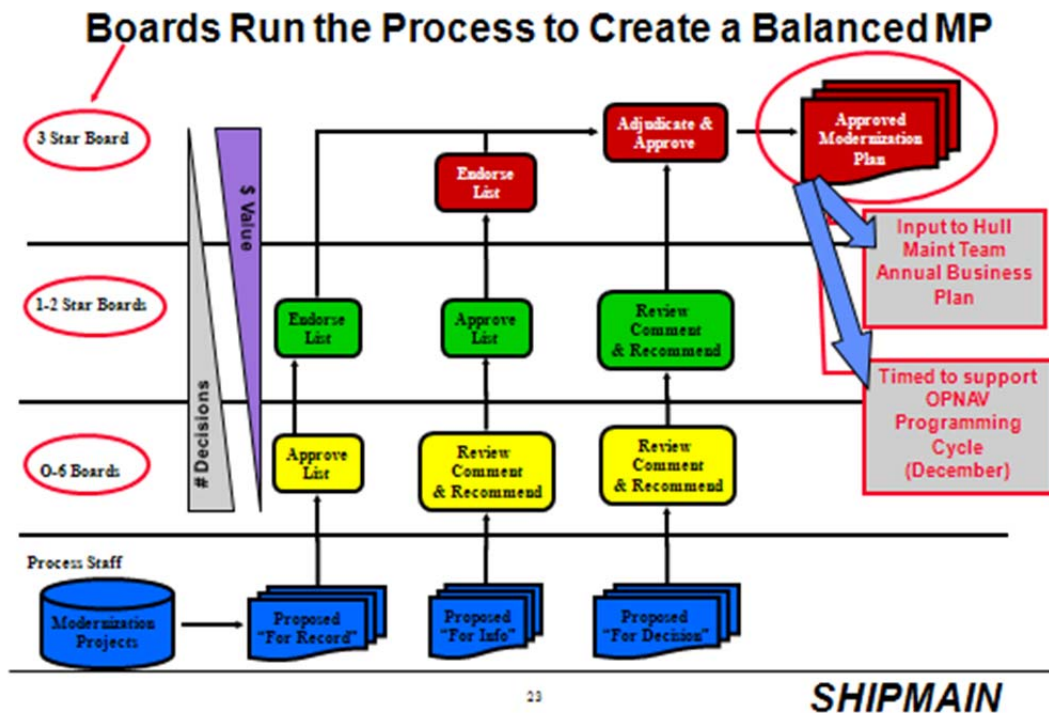 Boards Run the Process to Create a Balanced MP
3 Star Board
# Decisions
$ Value
Endorse
List
Adjudicate &
Approve
Approved
Modernization
Plan
Input to Hull
Maint Team
Annual Business
Plan
1-2 Star Boards
Endorse
List
Approve
List
Review
Comment
& Recommend
Timed to support
OPNAV
Programming
Cycle
(December)
O-6 Boards
Approve
List
Review
Comment
& Recommend
Review
Comment
& Recommend
Process Staff
Modernization
Projects
Proposed
"For Record"
Proposed
"For Info"
Proposed
"For Decision"
23
SHIPMAIN